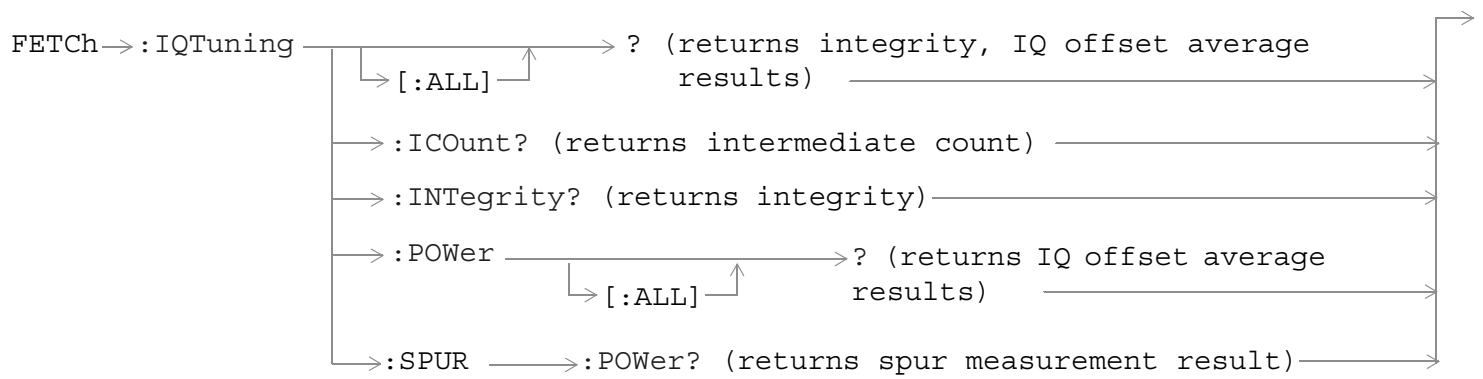 FETCh :IQTuning ? (returns integrity, IQ offset average
[:ALL] results)
:ICOunt? (returns intermediate count)
:INTegrity? (returns integrity)
:POWer ? (returns IQ offset average
[:ALL] results)
:SPUR :POWer? (returns spur measurement result)